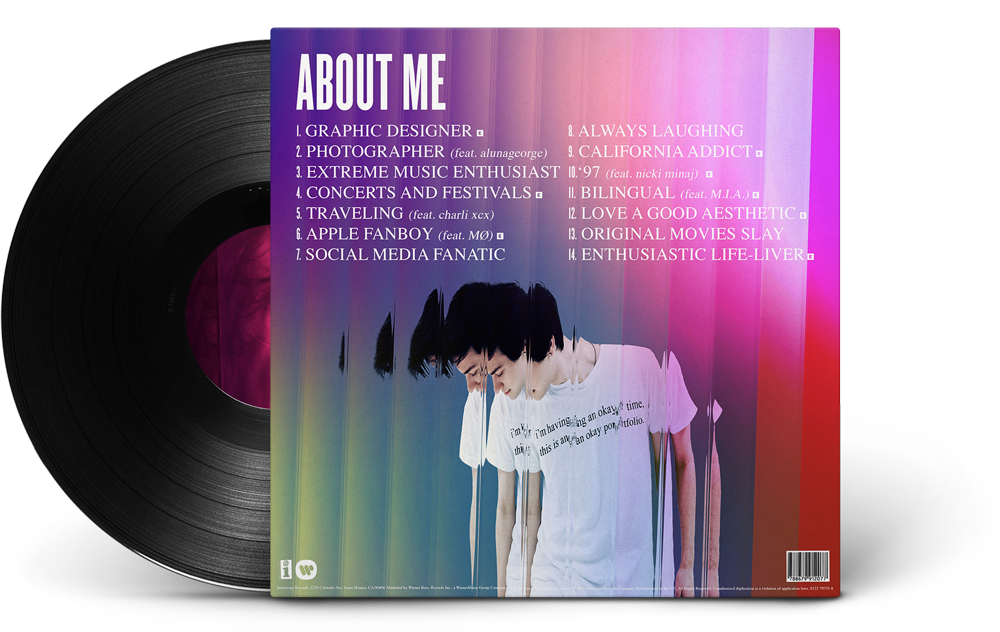 ABOUT ME
1. GRAPHIC DESIGNER E
2. PHOTOGRAPHER (feat. alunageorge)
3. EXTREME MUSIC ENTHUSIAST
4. CONCERTS AND FESTIVALS E
5. TRAVELING (feat. charli xcx)
6. APPLE FANBOY (feat. MØ) E
7. SOCIAL MEDIA FANATIC
8. ALWAYS LAUGHING
9. CALIFORNIA ADDICT E
10. '97 (feat. nicki minaj) E
11. BILINGUAL (feat. M.I.A.) E
12. LOVE A GOOD AESTHETIC E
13. ORIGINAL MOVIES SLAY
14. ENTHUSIASTIC LIFE-LIVER E
i'm i'm having an okay time.
this is an okay portfolio.
i W
788679 912077